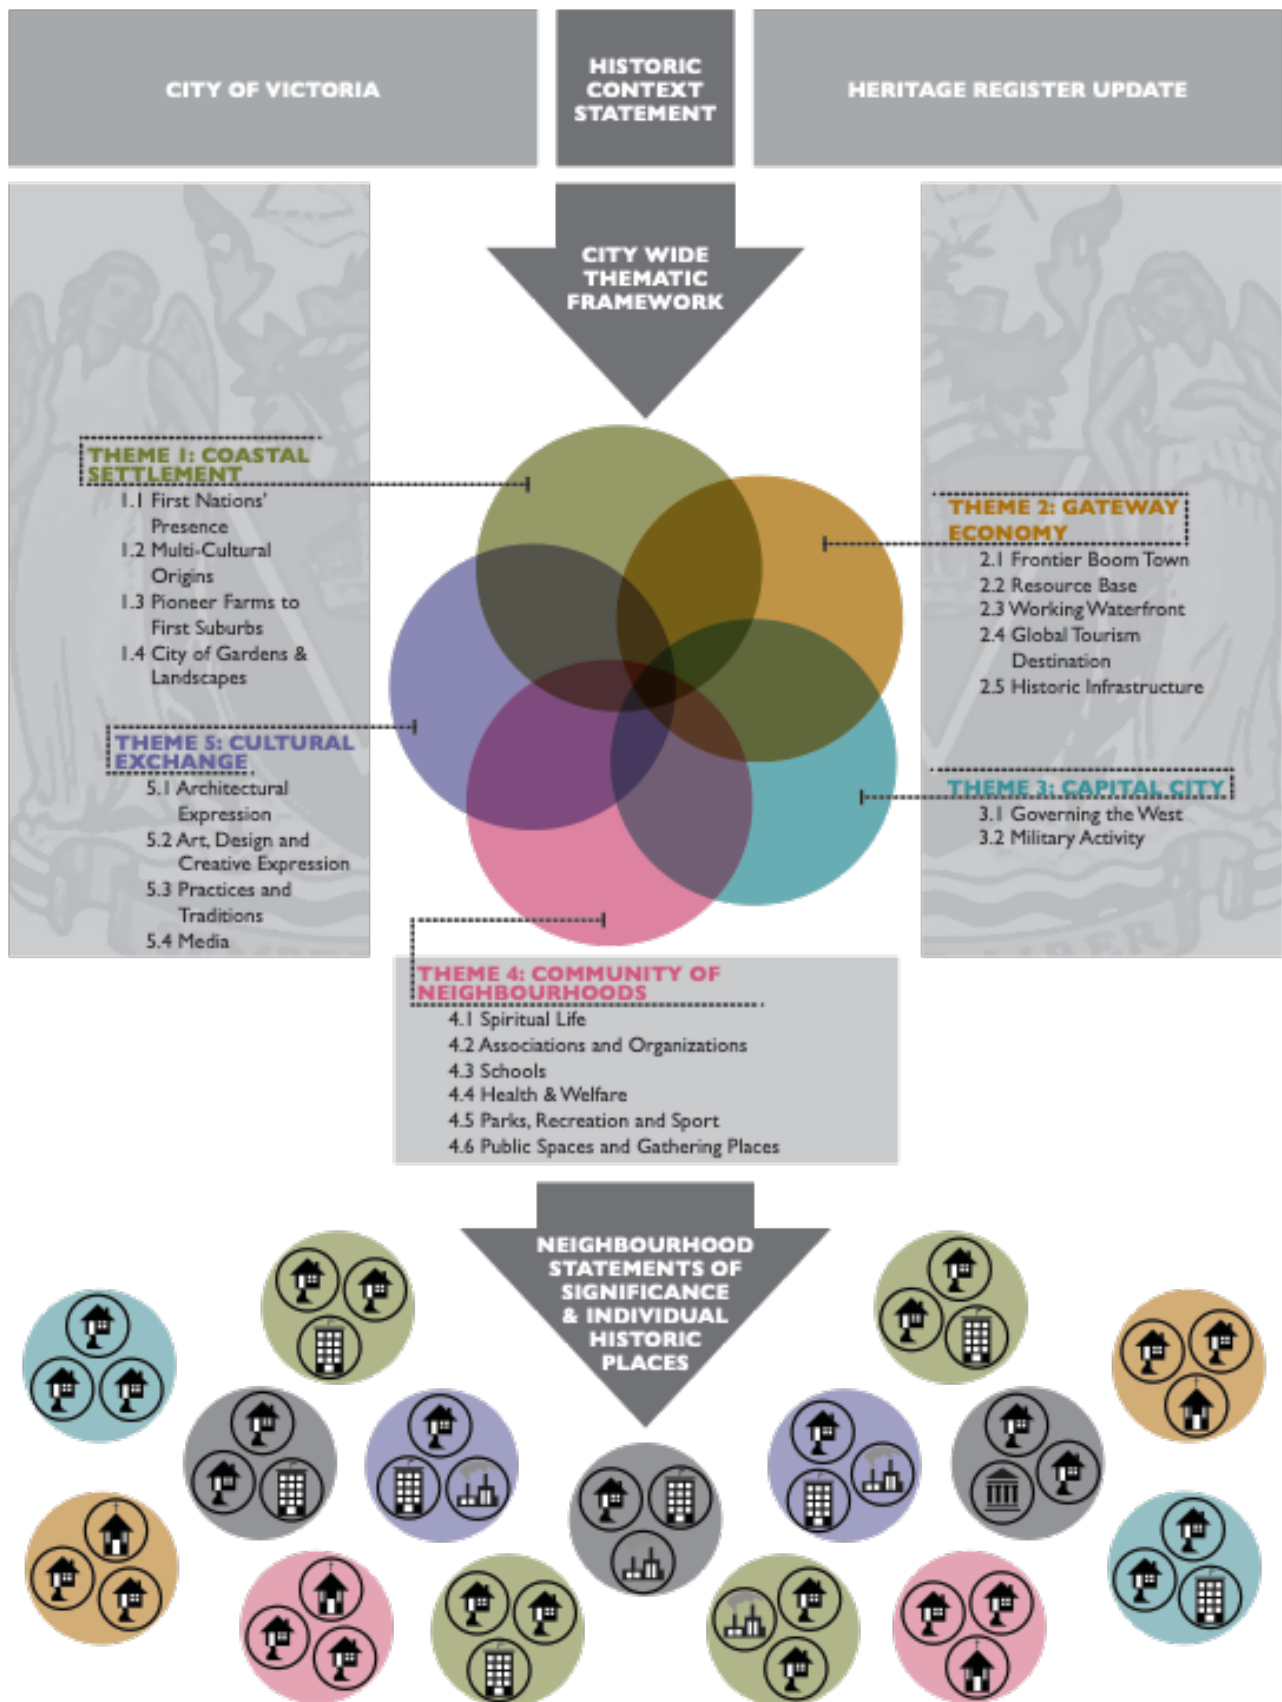 CITY OF VICTORIA
HISTORIC
CONTEXT
STATEMENT
HERITAGE REGISTER UPDATE
CITY WIDE
THEMATIC
FRAMEWORK
THEME 1: COASTAL
SETTLEMENT
1.1 First Nations'
Presence
1.2 Multi-Cultural
Origins
1.3 Pioneer Farms to
First Suburbs
1.4 City of Gardens &
Landscapes
THEME 2: GATEWAY
ECONOMY
2.1 Frontier Boom Town
2.2 Resource Base
2.3 Working Waterfront
2.4 Global Tourism
Destination
2.5 Historic Infrastructure
THEME 5: CULTURAL
EXCHANGE
5.1 Architectural
Expression
5.2 Art, Design and
Creative Expression
5.3 Practices and
Traditions
5.4 Media
THEME 3: CAPITAL CITY
3.1 Governing the West
3.2 Military Activity
THEME 4: COMMUNITY OF
NEIGHBOURHOODS
4.1 Spiritual Life
4.2 Associations and Organizations
4.3 Schools
4.4 Health & Welfare
4.5 Parks, Recreation and Sport
4.6 Public Spaces and Gathering Places
NEIGHBOURHOOD
STATEMENTS OF
SIGNIFICANCE
& INDIVIDUAL
HISTORIC
PLACES